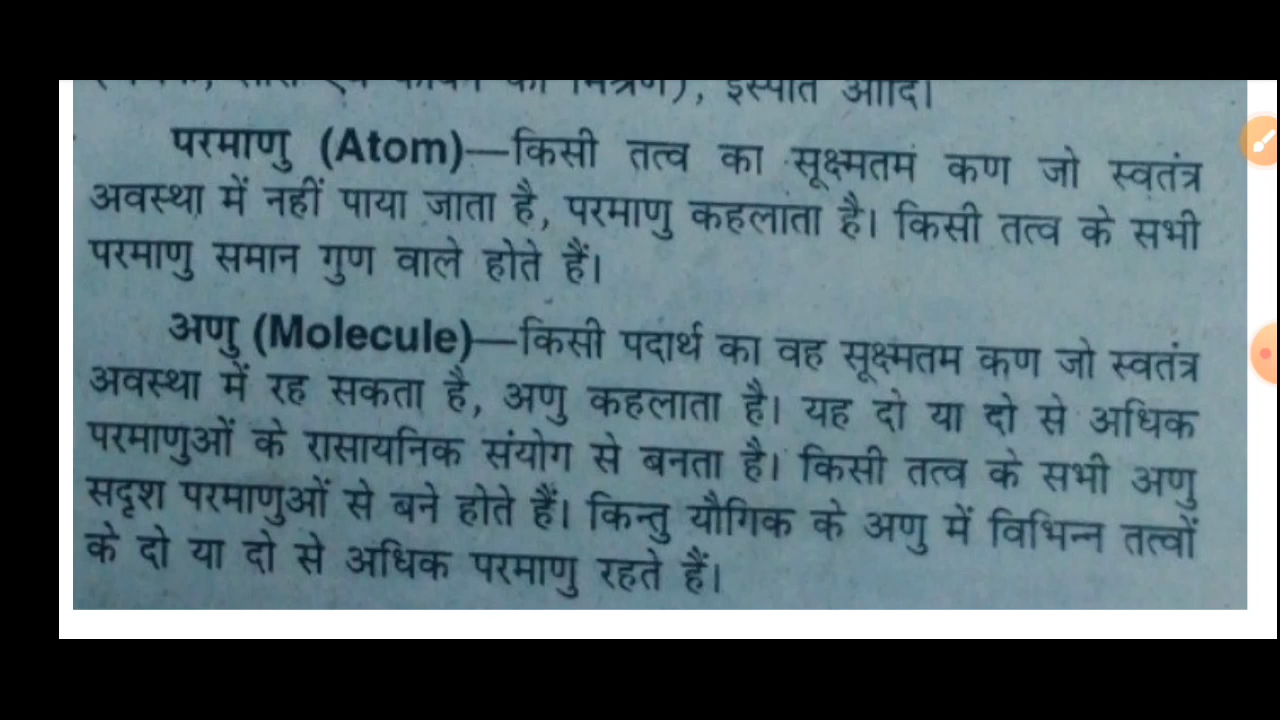 इस्पात आदि।
परमाणु (Atom)—किसी तत्व का सूक्ष्मतम कण जो स्वतंत्र
अवस्था में नहीं पाया जाता है, परमाणु कहलाता है। किसी तत्व के सभी
परमाणु समान गुण वाले होते हैं।
अणु (Molecule)—किसी पदार्थ का वह सूक्ष्मतम कण जो स्वतंत्र
अवस्था में रह सकता है, अणु कहलाता है। यह दो या दो से अधिक
परमाणुओं के रासायनिक संयोग से बनता है। किसी तत्व के सभी अणु
सदृश परमाणुओं से बने होते हैं। किन्तु यौगिक के अणु में विभिन्न तत्वों
के दो या दो से अधिक परमाणु रहते हैं।